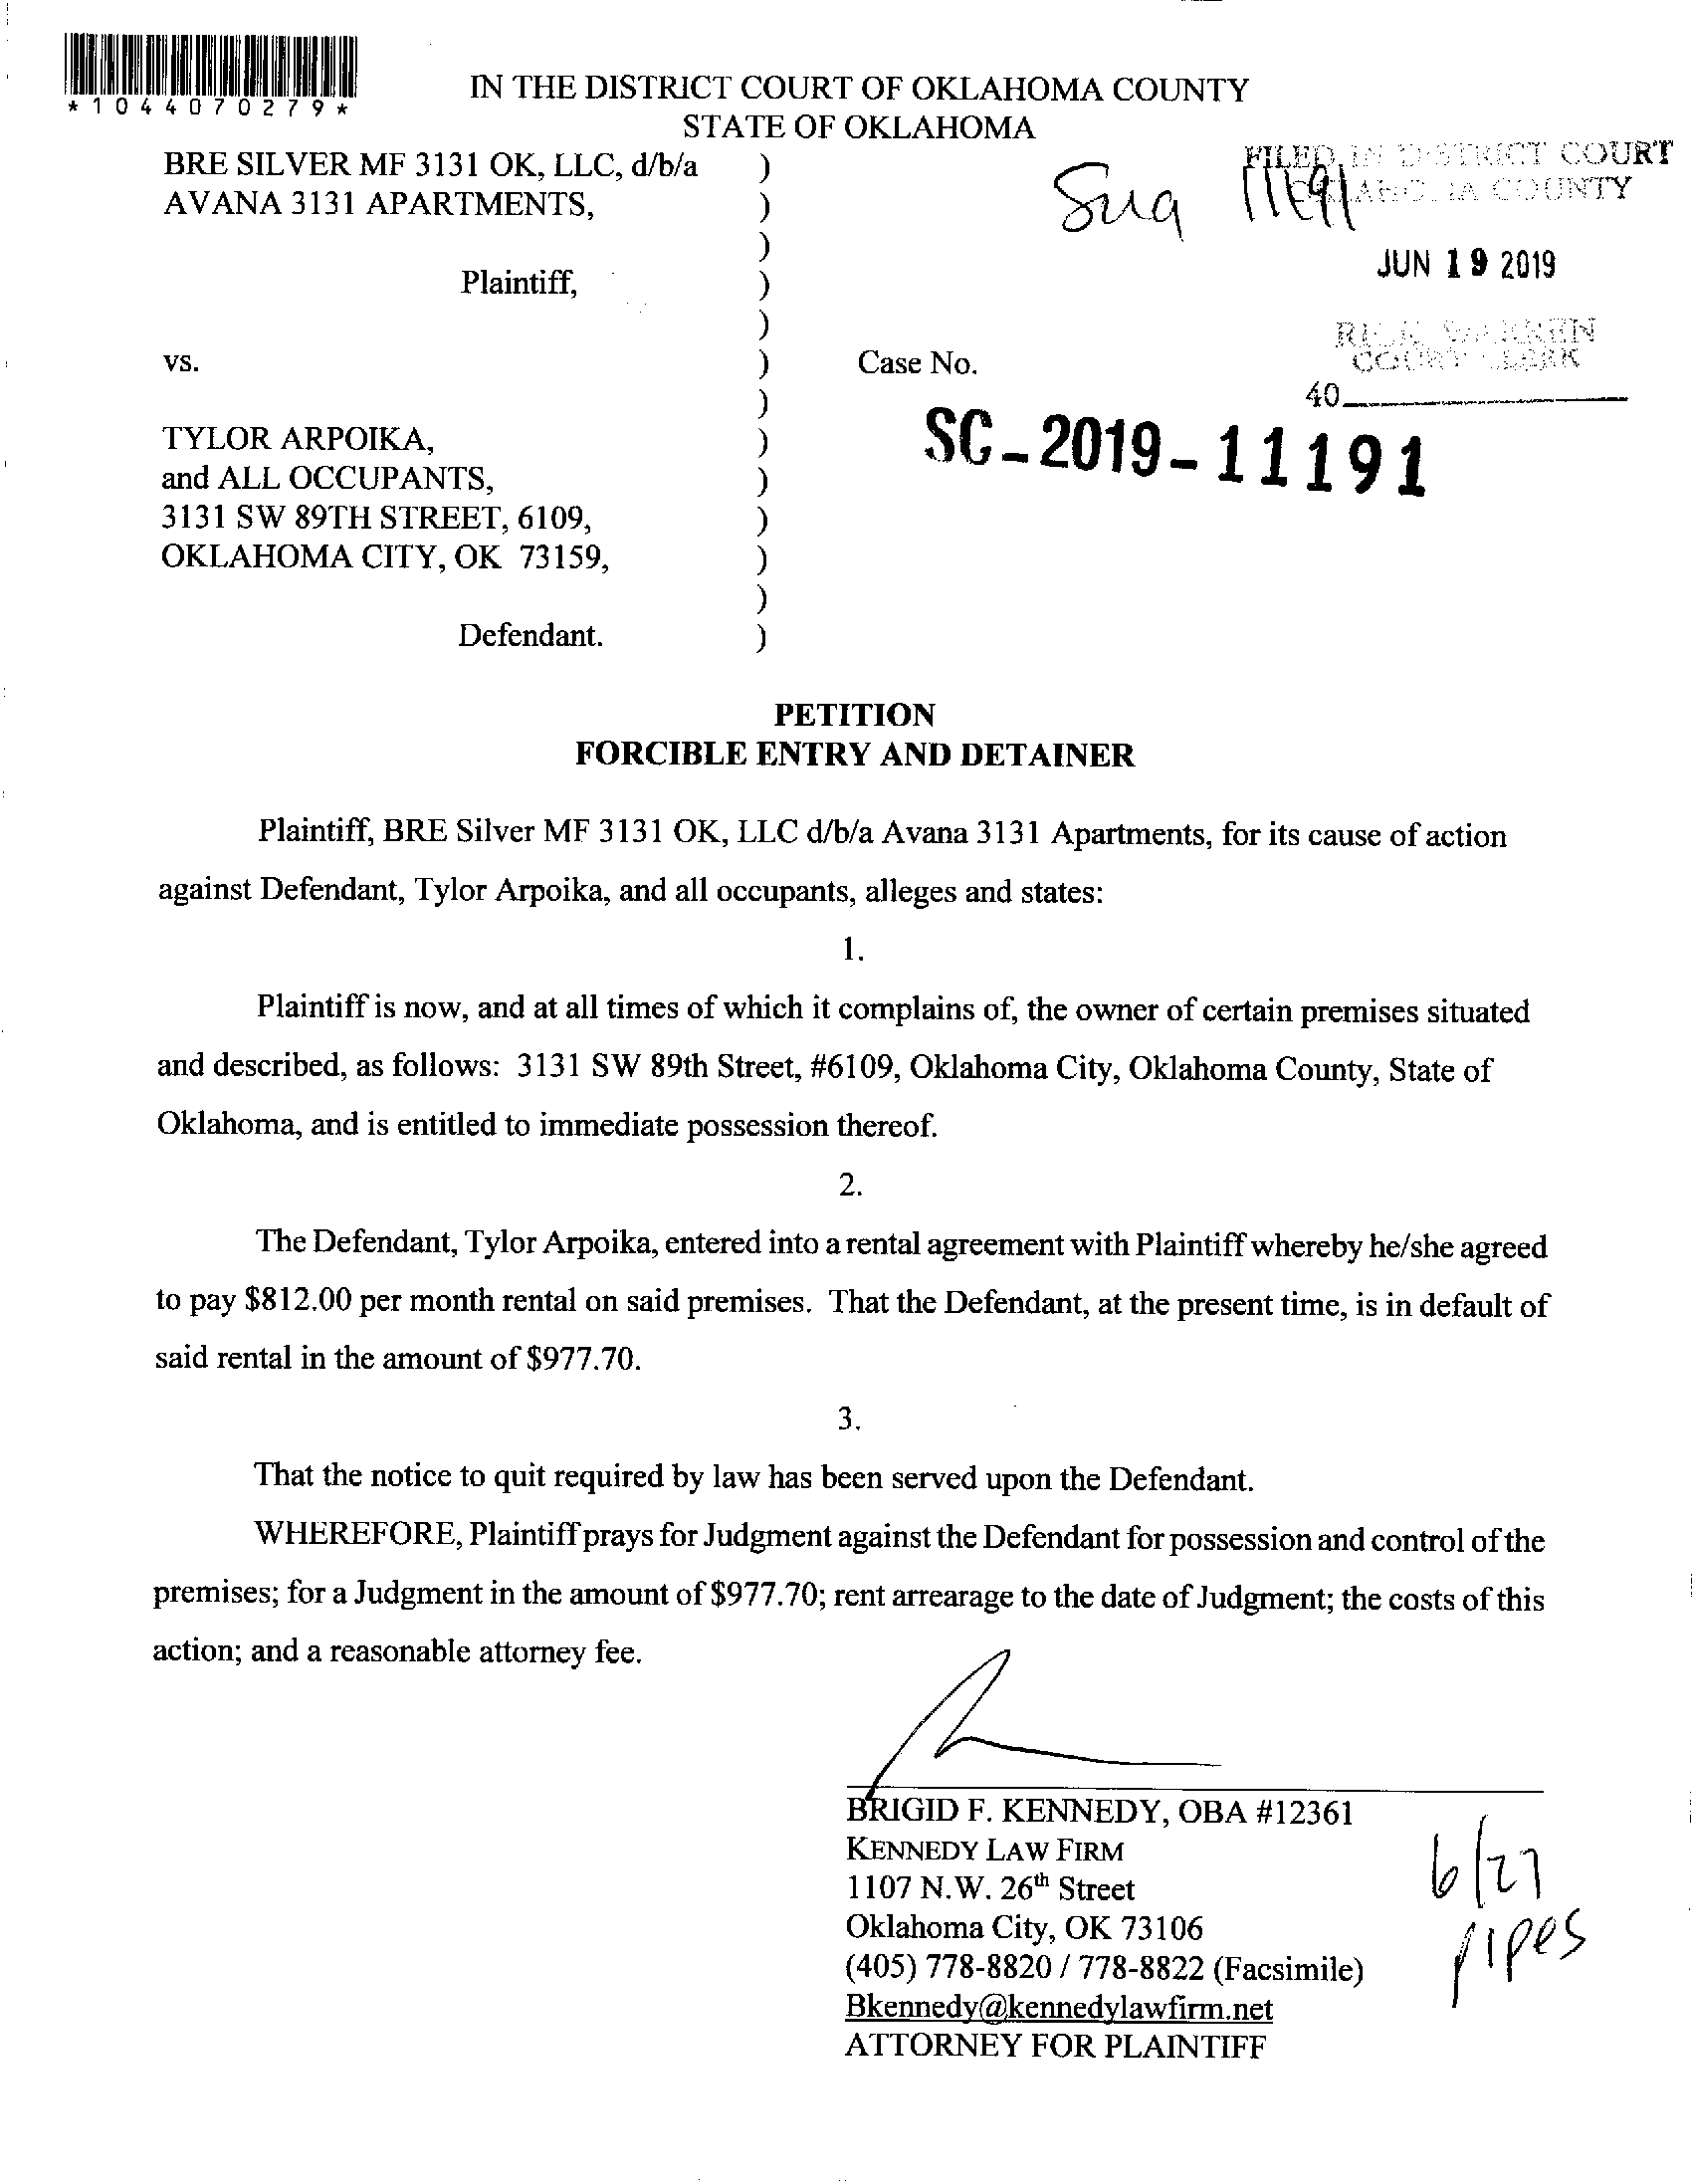 *1044070279*
IN THE DISTRICT COURT OF OKLAHOMA COUNTY
STATE OF OKLAHOMA
BRE SILVER MF 3131 OK, LLC, d/b/a )
AVANA 3131 APARTMENTS, )
)
Plaintiff, )
)
vs. )
)
TYLOR ARPOIKA, )
and ALL OCCUPANTS, )
3131 SW 89TH STREET, 6109, )
OKLAHOMA CITY, OK 73159, )
)
Defendant. )
FILED IN DISTRICT COURT
OKLAHOMA COUNTY
11191
JUN 19 2019
RICK WARREN
COURT CLERK
40
Case No.
SC-2019-11191
PETITION
FORCIBLE ENTRY AND DETAINER
Plaintiff, BRE Silver MF 3131 OK, LLC d/b/a Avana 3131 Apartments, for its cause of action
against Defendant, Tylor Arpoika, and all occupants, alleges and states:
1.
Plaintiff is now, and at all times of which it complains of, the owner of certain premises situated
and described, as follows: 3131 SW 89th Street, #6109, Oklahoma City, Oklahoma County, State of
Oklahoma, and is entitled to immediate possession thereof.
2.
The Defendant, Tylor Arpoika, entered into a rental agreement with Plaintiff whereby he/she agreed
to pay $812.00 per month rental on said premises. That the Defendant, at the present time, is in default of
said rental in the amount of $977.70.
3.
That the notice to quit required by law has been served upon the Defendant.
WHEREFORE, Plaintiff prays for Judgment against the Defendant for possession and control of the
premises; for a Judgment in the amount of $977.70; rent arrearage to the date of Judgment; the costs of this
action; and a reasonable attorney fee.
BRIGID F. KENNEDY, OBA #12361
KENNEDY LAW FIRM
1107 N.W. 26th Street
Oklahoma City, OK 73106
(405) 778-8820 / 778-8822 (Facsimile)
Bkennedy@kennedylawfirm.net
ATTORNEY FOR PLAINTIFF
6/27
pipes